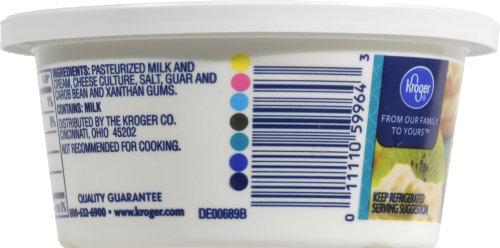 INGREDIENTS: PASTEURIZED MILK AND
CREAM, CHEESE CULTURE, SALT, GUAR AND
CAROB BEAN AND XANTHAN GUMS.
CONTAINS: MILK
DISTRIBUTED BY THE KROGER CO.
CINCINNATI, OHIO 45202
NOT RECOMMENDED FOR COOKING.
QUALITY GUARANTEE
800-632-6900 • www.kroger.com
DE00689B
0 11110 59964 3
Kroger
FROM OUR FAMILY
TO YOURS™
KEEP REFRIGERATED
SERVING SUGGESTION